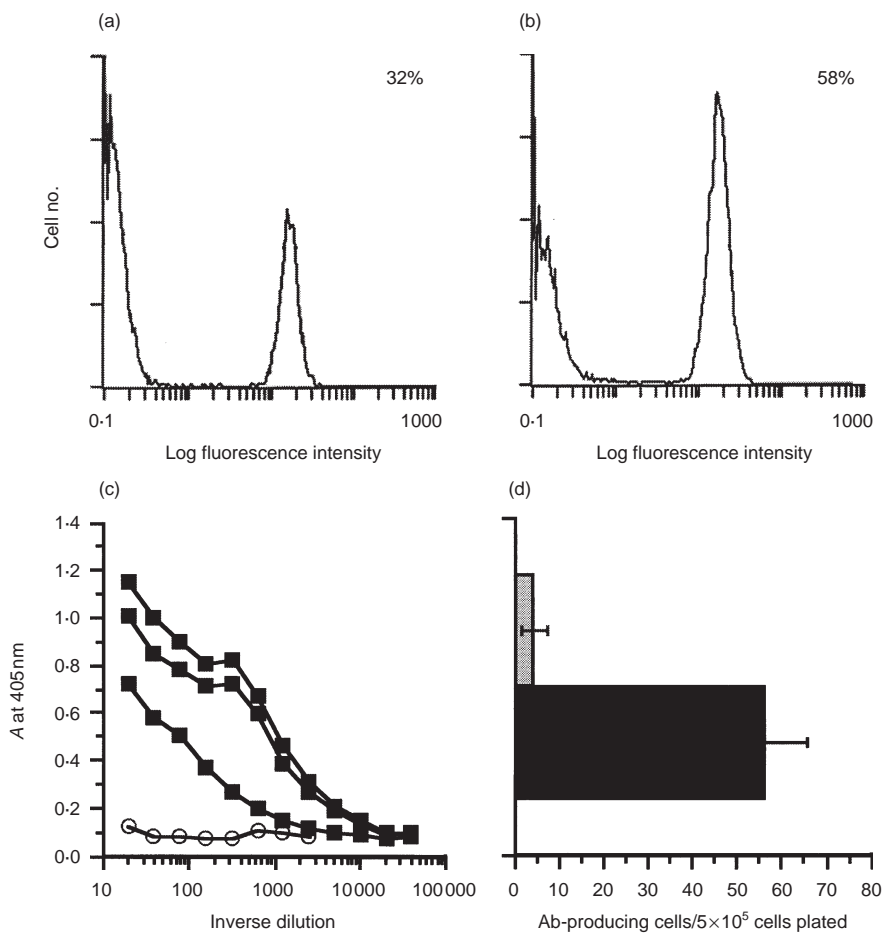 (a)
32%
Cell no.
0·1
1000
Log fluorescence intensity
(b)
58%
0·1
1000
Log fluorescence intensity
(c)
1·4
1·2
1·0
0·8
0·6
0·4
0·2
0·0
A at 405nm
10
100
1000
10000
100000
Inverse dilution
(d)
0
10
20
30
40
50
60
70
80
Ab-producing cells/5×10⁵ cells plated